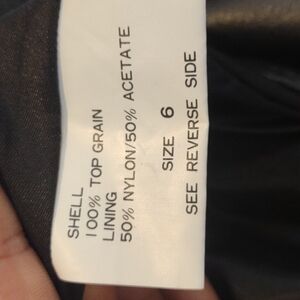 SHELL
100% TOP GRAIN
LINING
50% NYLON/50% ACETATE
SIZE 6
SEE REVERSE SIDE